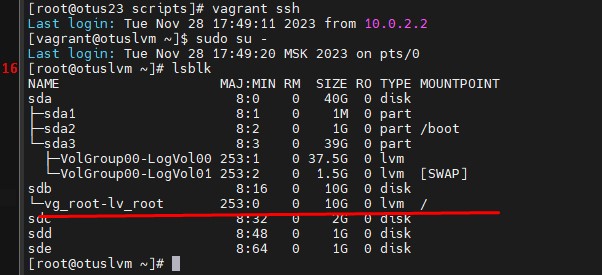 [root@otus23 scripts]# vagrant ssh
Last login: Tue Nov 28 17:49:11 2023 from 10.0.2.2
[vagrant@otuslvm ~]$ sudo su -
Last login: Tue Nov 28 17:49:20 MSK 2023 on pts/0
16 [root@otuslvm ~]# lsblk
NAME MAJ:MIN RM SIZE RO TYPE MOUNTPOINT
sda 8:0 0 40G 0 disk
├─sda1 8:1 0 1M 0 part
├─sda2 8:2 0 1G 0 part /boot
└─sda3 8:3 0 39G 0 part
├─VolGroup00-LogVol00 253:1 0 37.5G 0 lvm
└─VolGroup00-LogVol01 253:2 0 1.5G 0 lvm [SWAP]
sdb 8:16 0 10G 0 disk
└─vg_root-lv_root 253:0 0 10G 0 lvm /
sdc 8:32 0 2G 0 disk
sdd 8:48 0 1G 0 disk
sde 8:64 0 1G 0 disk
[root@otuslvm ~]#